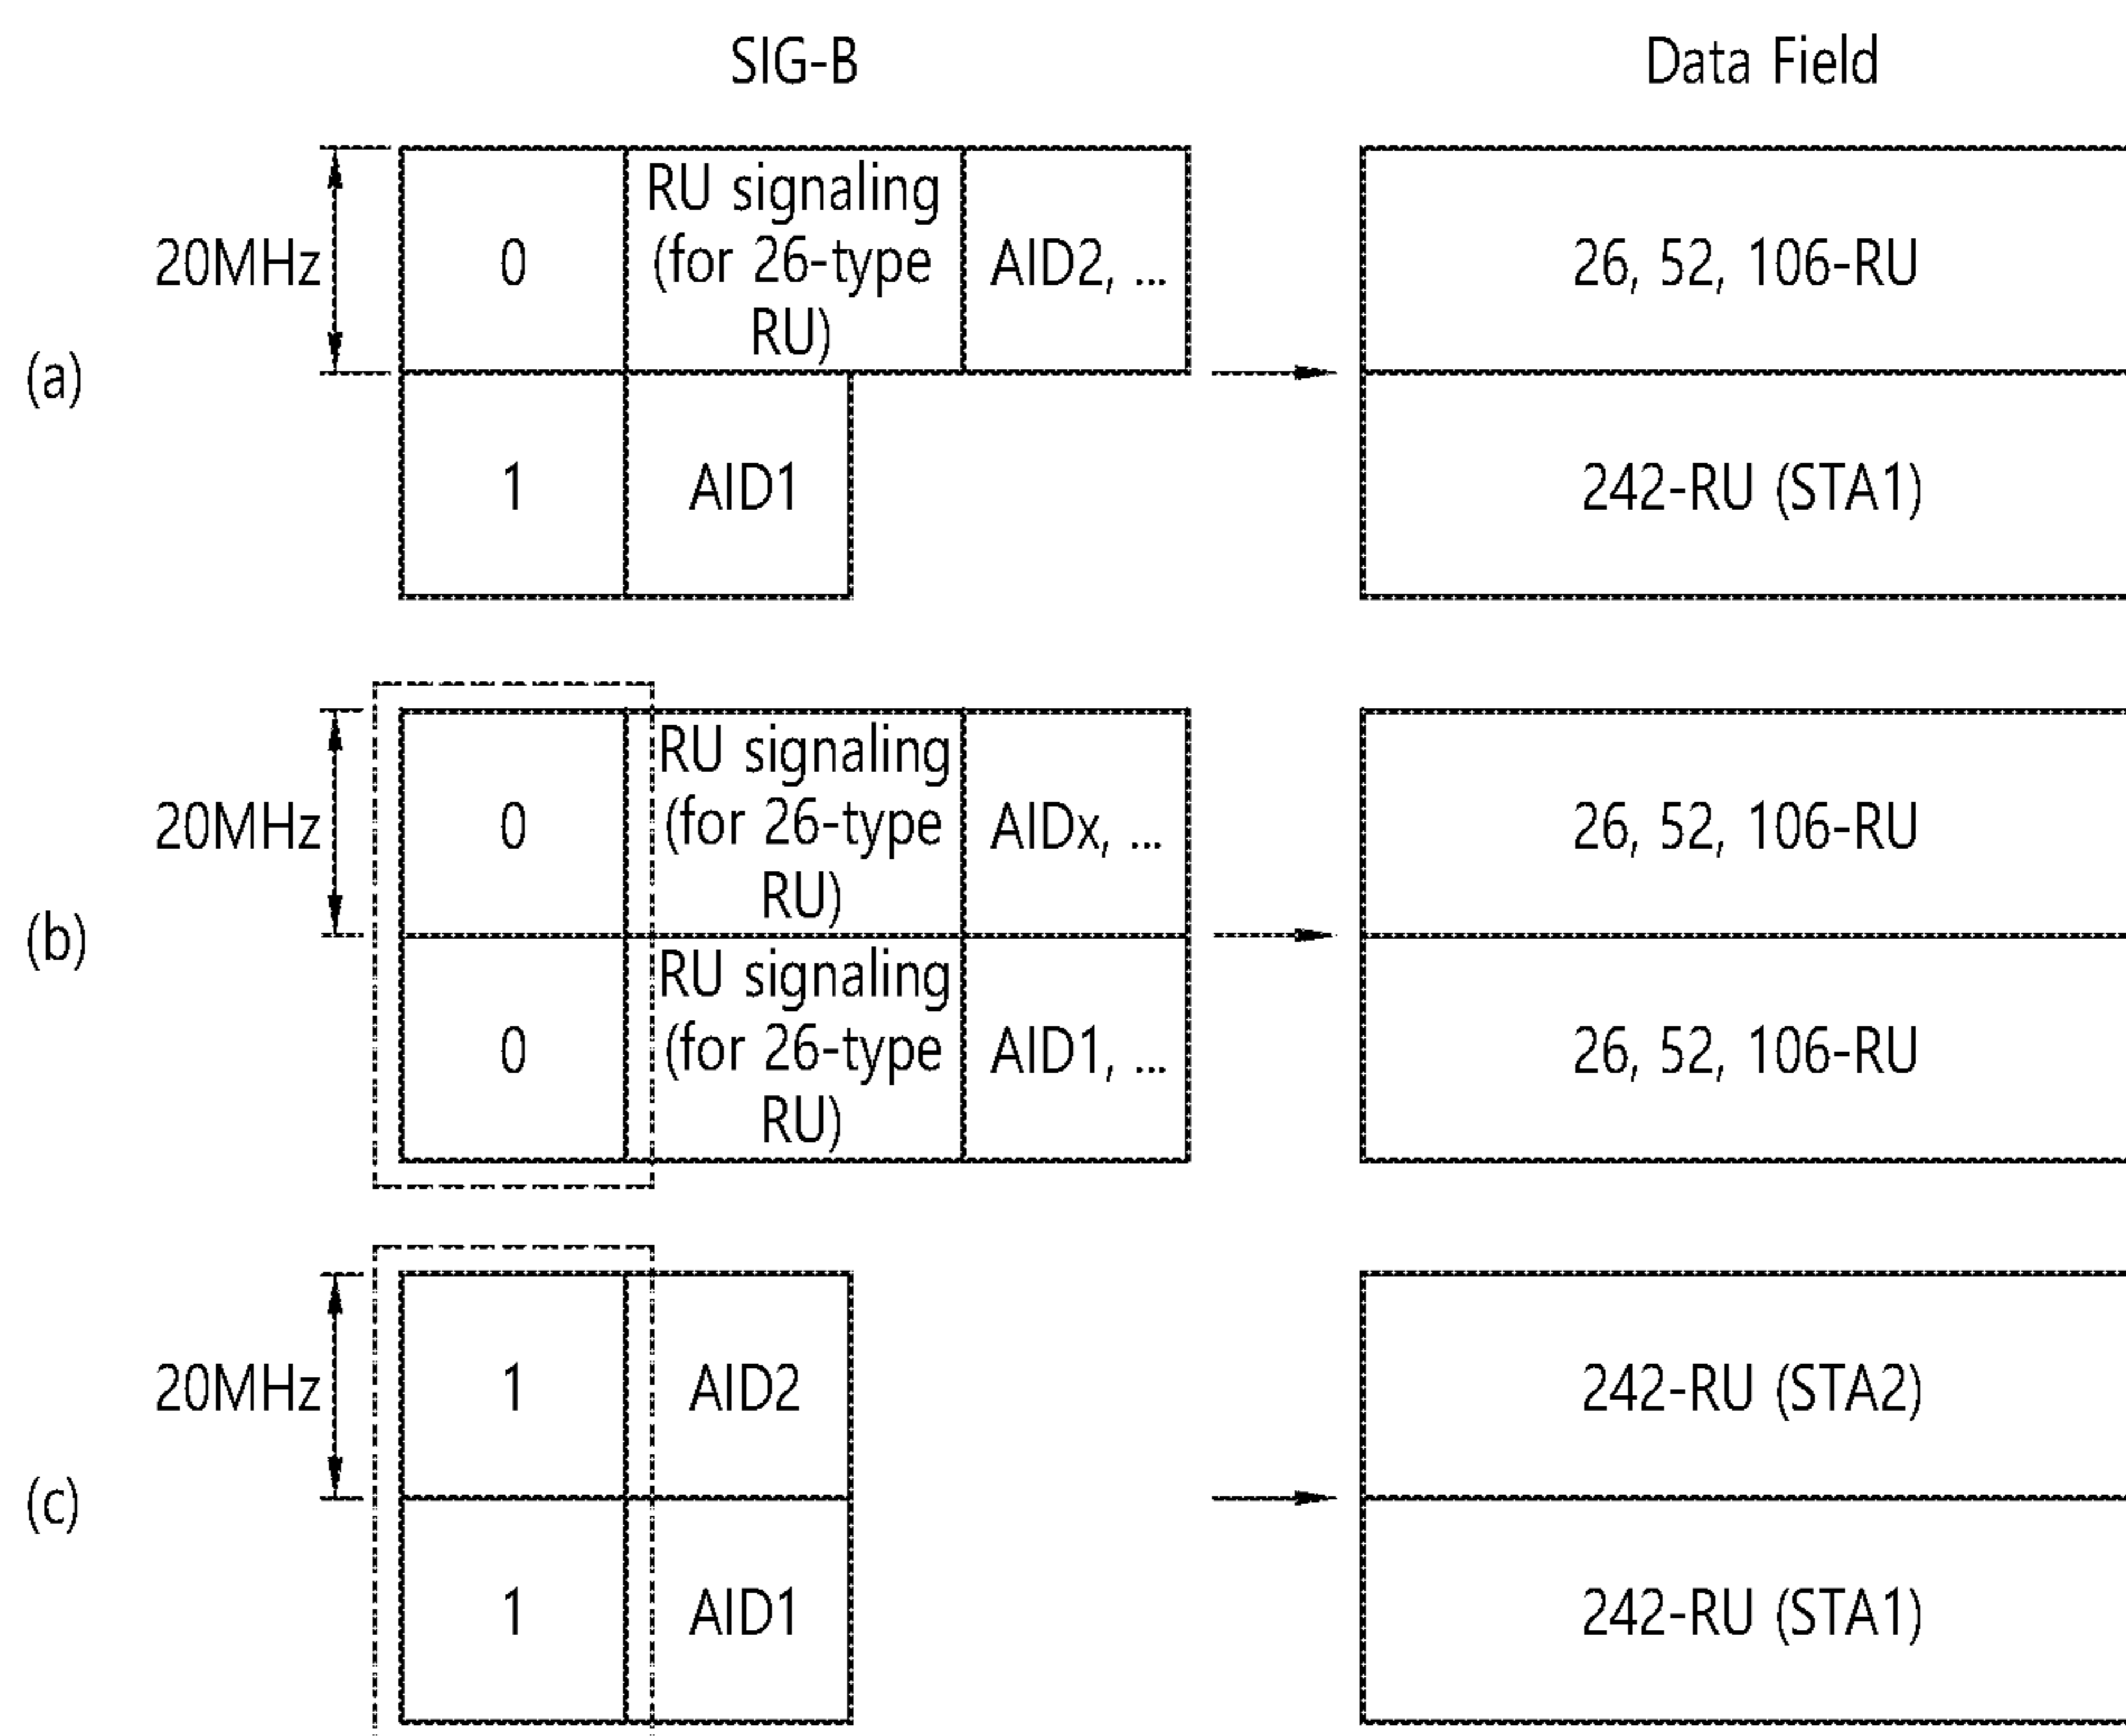 SIG-B
Data Field
(a)
20MHz
0
RU signaling
(for 26-type
RU)
AID2, ...
26, 52, 106-RU
1
AID1
242-RU (STA1)
(b)
20MHz
0
RU signaling
(for 26-type
RU)
AIDx, ...
26, 52, 106-RU
0
RU signaling
(for 26-type
RU)
AID1, ...
26, 52, 106-RU
(c)
20MHz
1
AID2
242-RU (STA2)
1
AID1
242-RU (STA1)